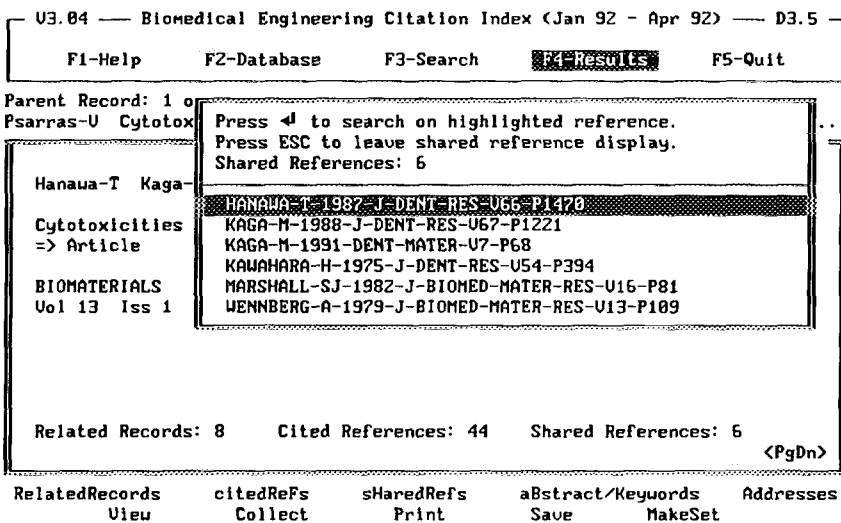 V3.04 — Biomedical Engineering Citation Index (Jan 92 - Apr 92) — D3.5
F1-Help F2-Database F3-Search F4-Results F5-Quit
Parent Record: 1 o
Psarras-V Cytotox ..
Press ↵ to search on highlighted reference.
Press ESC to leave shared reference display.
Shared References: 6
Hanawa-T Kaga-
HANAWA-T-1987-J-DENT-RES-V66-P1470
Cytotoxicities
KAGA-M-1988-J-DENT-RES-V67-P1221
=> Article
KAGA-M-1991-DENT-MATER-V7-P68
KAWAHARA-H-1975-J-DENT-RES-V54-P394
BIOMATERIALS
MARSHALL-SJ-1982-J-BIOMED-MATER-RES-V16-P81
Vol 13 Iss 1
WENNBERG-A-1979-J-BIOMED-MATER-RES-V13-P109
Related Records: 8 Cited References: 44 Shared References: 6
<PgDn>
RelatedRecords citedReFs sHaredRefs aBstract/Keywords Addresses
View Collect Print Save MakeSet